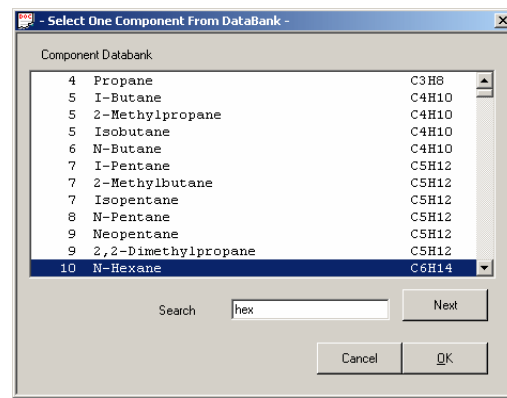 - Select One Component From DataBank -
Component Databank
4 Propane C3H8
5 I-Butane C4H10
5 2-Methylpropane C4H10
5 Isobutane C4H10
6 N-Butane C4H10
7 I-Pentane C5H12
7 2-Methylbutane C5H12
7 Isopentane C5H12
8 N-Pentane C5H12
9 Neopentane C5H12
9 2,2-Dimethylpropane C5H12
10 N-Hexane C6H14
Search hex Next
Cancel OK